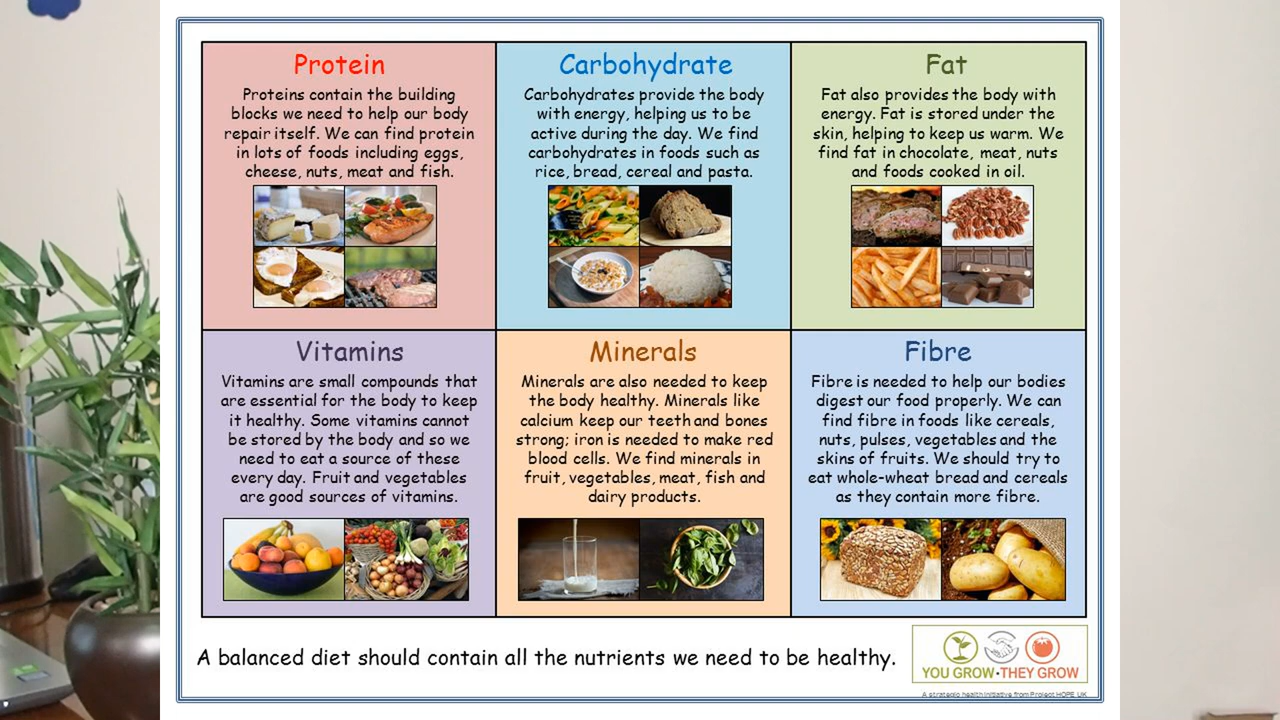 Protein
Proteins contain the building
blocks we need to help our body
repair itself. We can find protein
in lots of foods including eggs,
cheese, nuts, meat and fish.
Carbohydrate
Carbohydrates provide the body
with energy, helping us to be
active during the day. We find
carbohydrates in foods such as
rice, bread, cereal and pasta.
Fat
Fat also provides the body with
energy. Fat is stored under the
skin, helping to keep us warm. We
find fat in chocolate, meat, nuts
and foods cooked in oil.
Vitamins
Vitamins are small compounds that
are essential for the body to keep
it healthy. Some vitamins cannot
be stored by the body and so we
need to eat a source of these
every day. Fruit and vegetables
are good sources of vitamins.
Minerals
Minerals are also needed to keep
the body healthy. Minerals like
calcium keep our teeth and bones
strong; iron is needed to make red
blood cells. We find minerals in
fruit, vegetables, meat, fish and
dairy products.
Fibre
Fibre is needed to help our bodies
digest our food properly. We can
find fibre in foods like cereals,
nuts, pulses, vegetables and the
skins of fruits. We should try to
eat whole-wheat bread and cereals
as they contain more fibre.
A balanced diet should contain all the nutrients we need to be healthy.
YOU GROW•THEY GROW
A strategic health initiative from Project HOPE UK